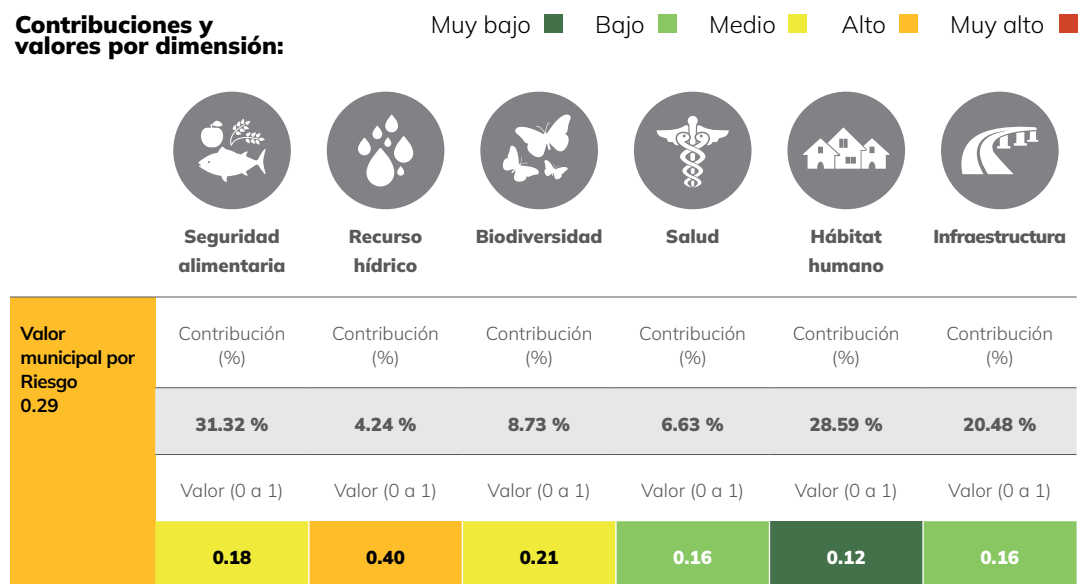 Contribuciones y
valores por dimensión:
Muy bajo Bajo Medio Alto Muy alto
Seguridad
alimentaria
Recurso
hídrico
Biodiversidad
Salud
Hábitat
humano
Infraestructura
Valor
municipal por
Riesgo
0.29
Contribución
(%)
Contribución
(%)
Contribución
(%)
Contribución
(%)
Contribución
(%)
Contribución
(%)
31.32 % 4.24 % 8.73 % 6.63 % 28.59 % 20.48 %
Valor (0 a 1) Valor (0 a 1) Valor (0 a 1) Valor (0 a 1) Valor (0 a 1) Valor (0 a 1)
0.18 0.40 0.21 0.16 0.12 0.16